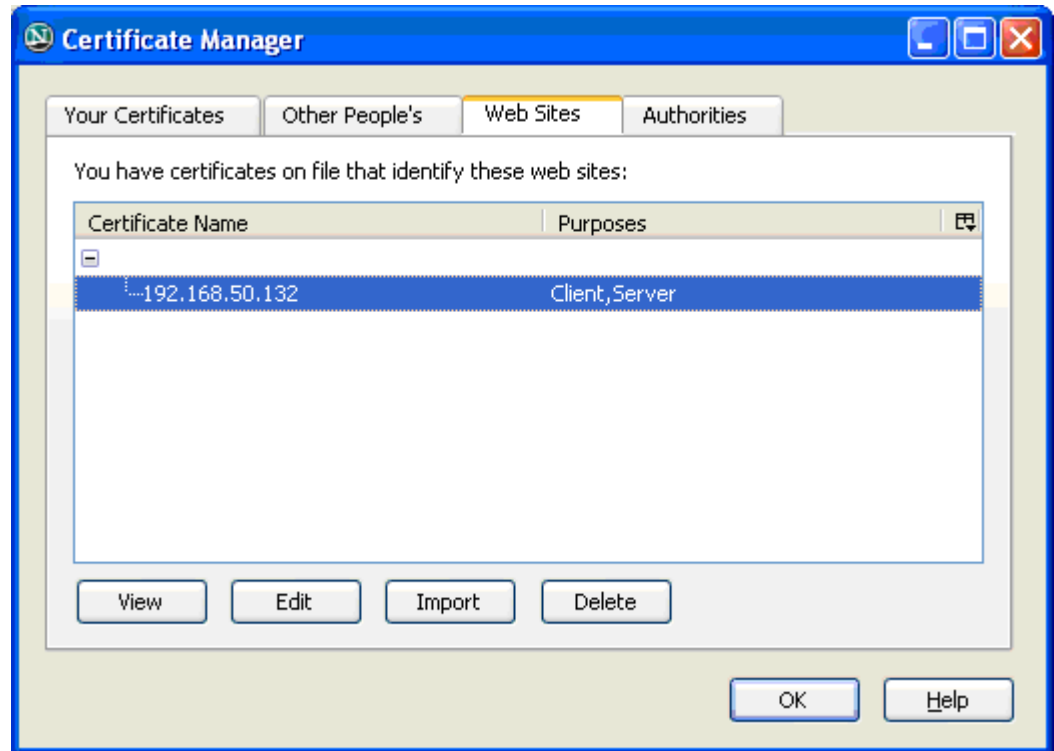 Certificate Manager
Your Certificates Other People's Web Sites Authorities
You have certificates on file that identify these web sites:
Certificate Name Purposes
192.168.50.132 Client,Server
View Edit Import Delete
OK Help